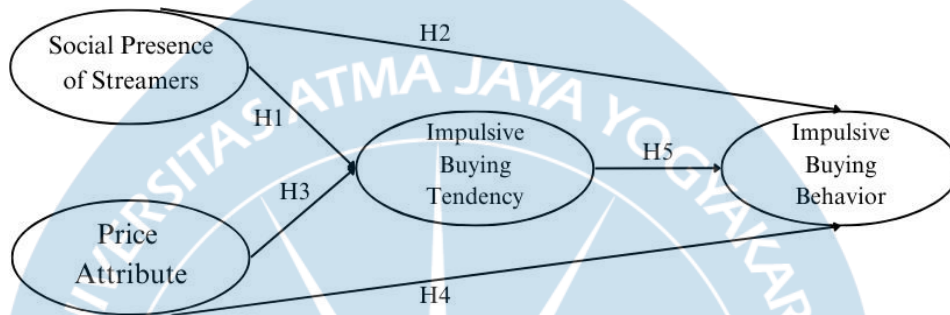 Social Presence
of Streamers
H2
H1
Impulsive
Buying
Tendency
H5
Impulsive
Buying
Behavior
H3
Price
Attribute
H4
UNIVERSITAS ATMA JAYA YOGYAKAR